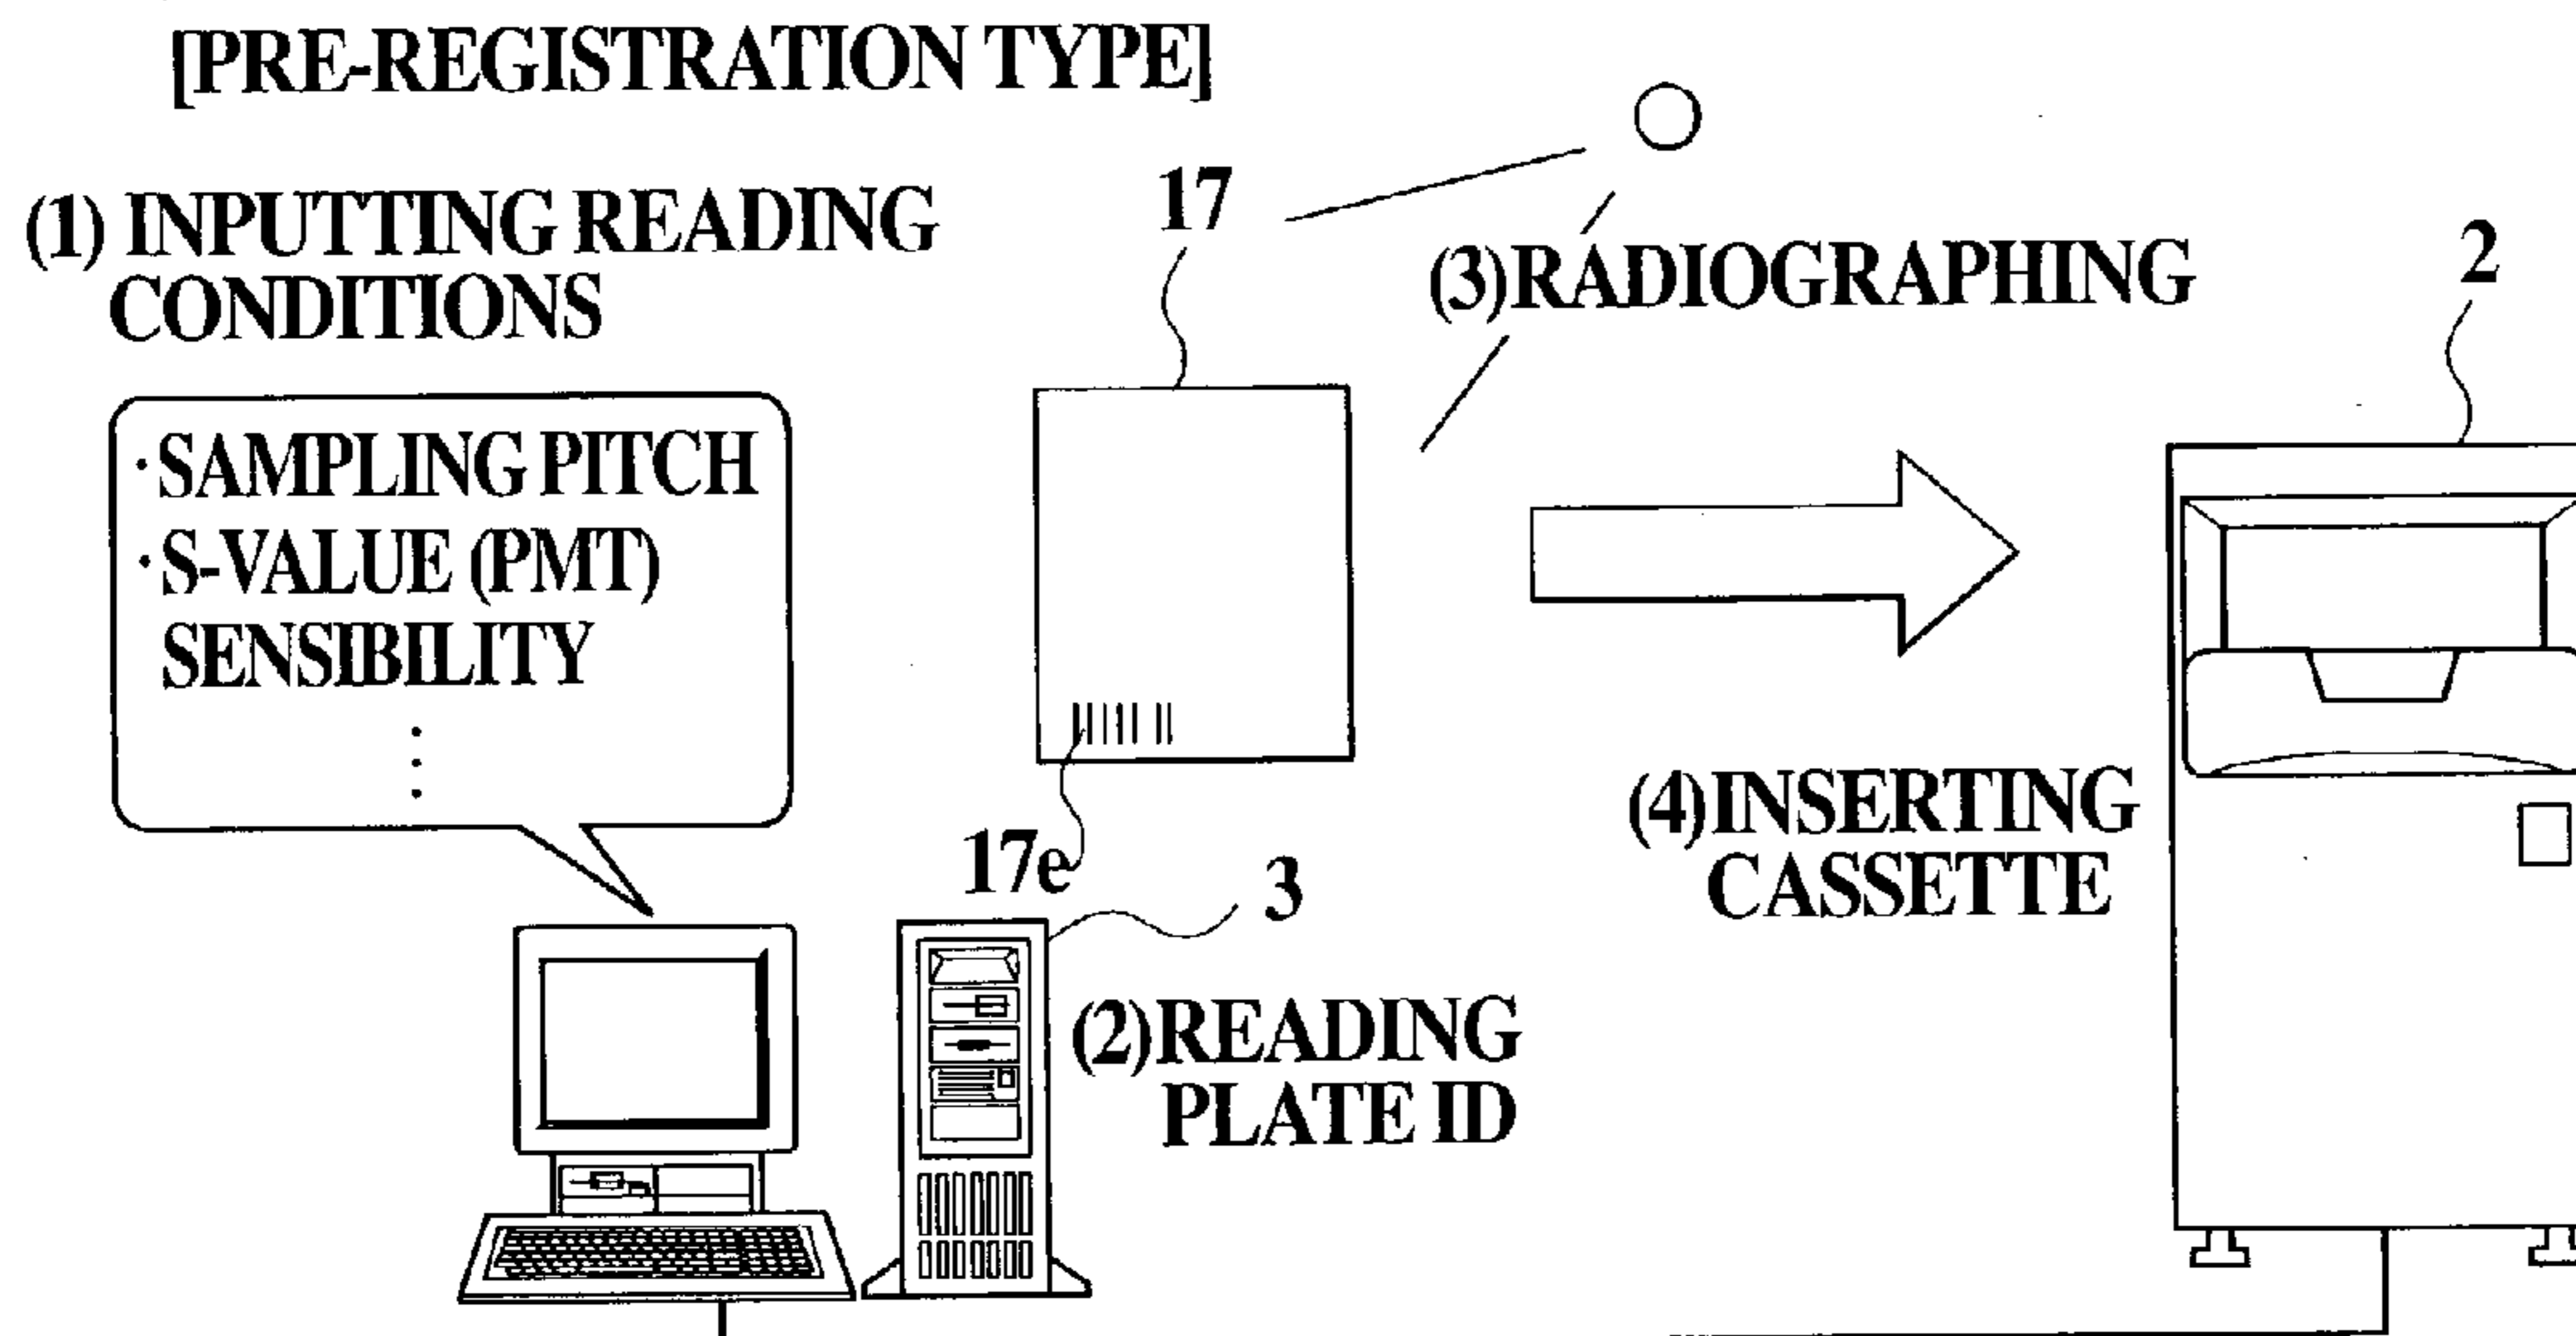 [PRE-REGISTRATION TYPE]
(1) INPUTTING READING
CONDITIONS
17
(3)RADIOGRAPHING
2
·SAMPLING PITCH
·S-VALUE (PMT)
SENSIBILITY
17e
3
(4)INSERTING
CASSETTE
(2)READING
PLATE ID